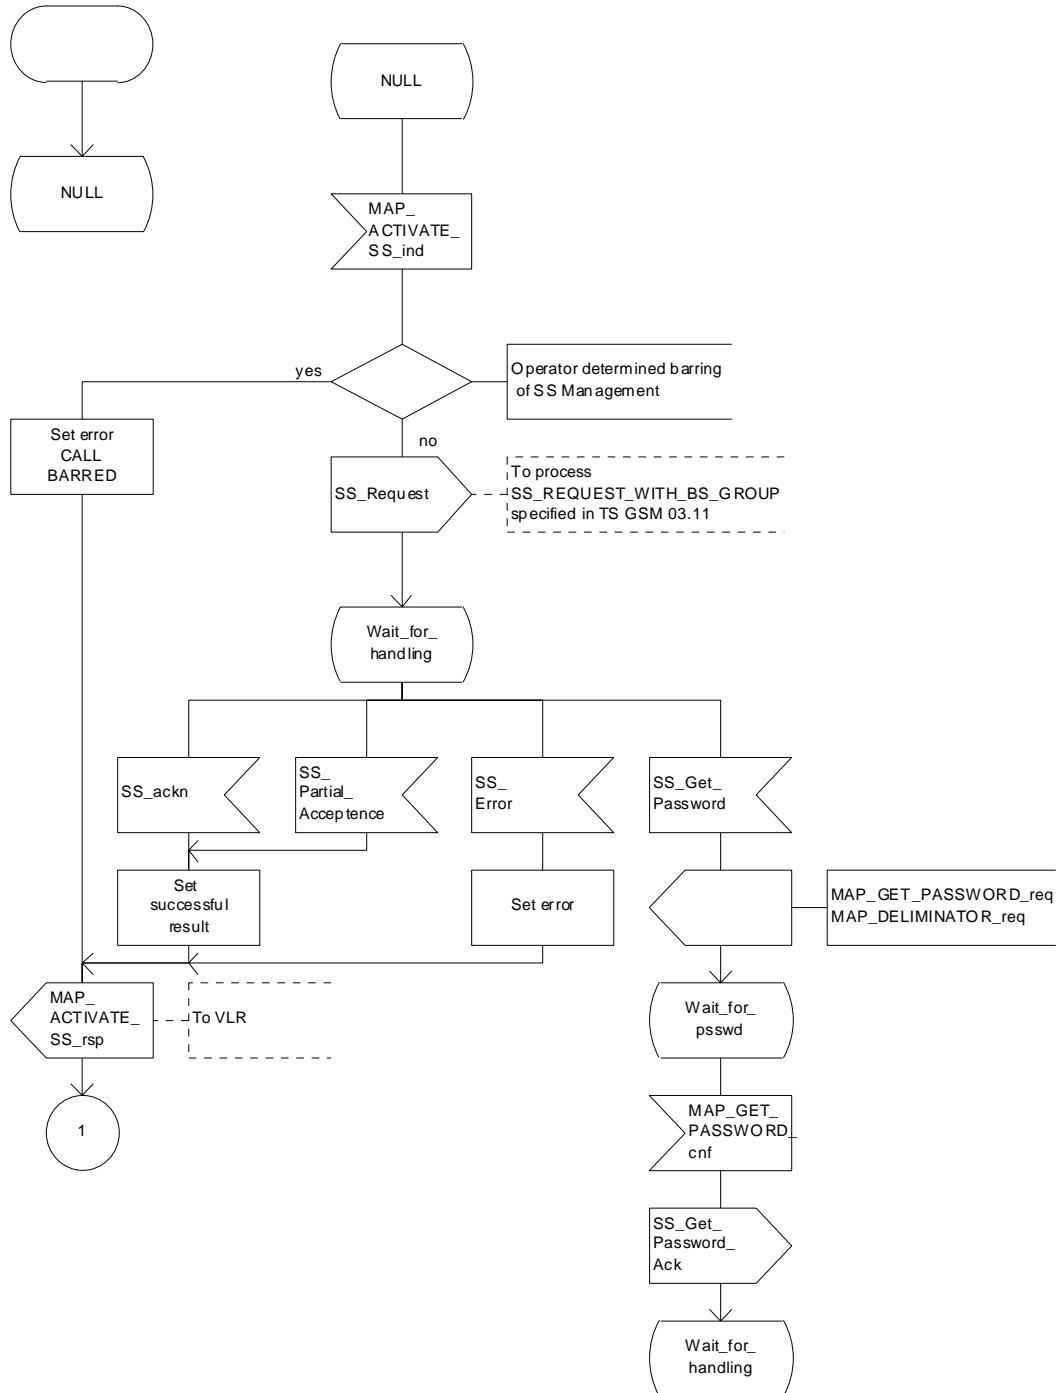 NULL
NULL
MAP_
ACTIVATE_
SS_ind
yes
Operator determined barring
of SS Management
no
Set error
CALL
BARRED
SS_Request
To process
SS_REQUEST_WITH_BS_GROUP
specified in TS GSM 03.11
Wait_for_
handling
SS_ackn
SS_
Partial_
Acceptence
SS_
Error
SS_Get_
Password
Set
successful
result
Set error
MAP_GET_PASSWORD_req
MAP_DELIMINATOR_req
MAP_
ACTIVATE_
SS_rsp
To VLR
Wait_for_
psswd
1
MAP_GET_
PASSWORD_
cnf
SS_Get_
Password_
Ack
Wait_for_
handling